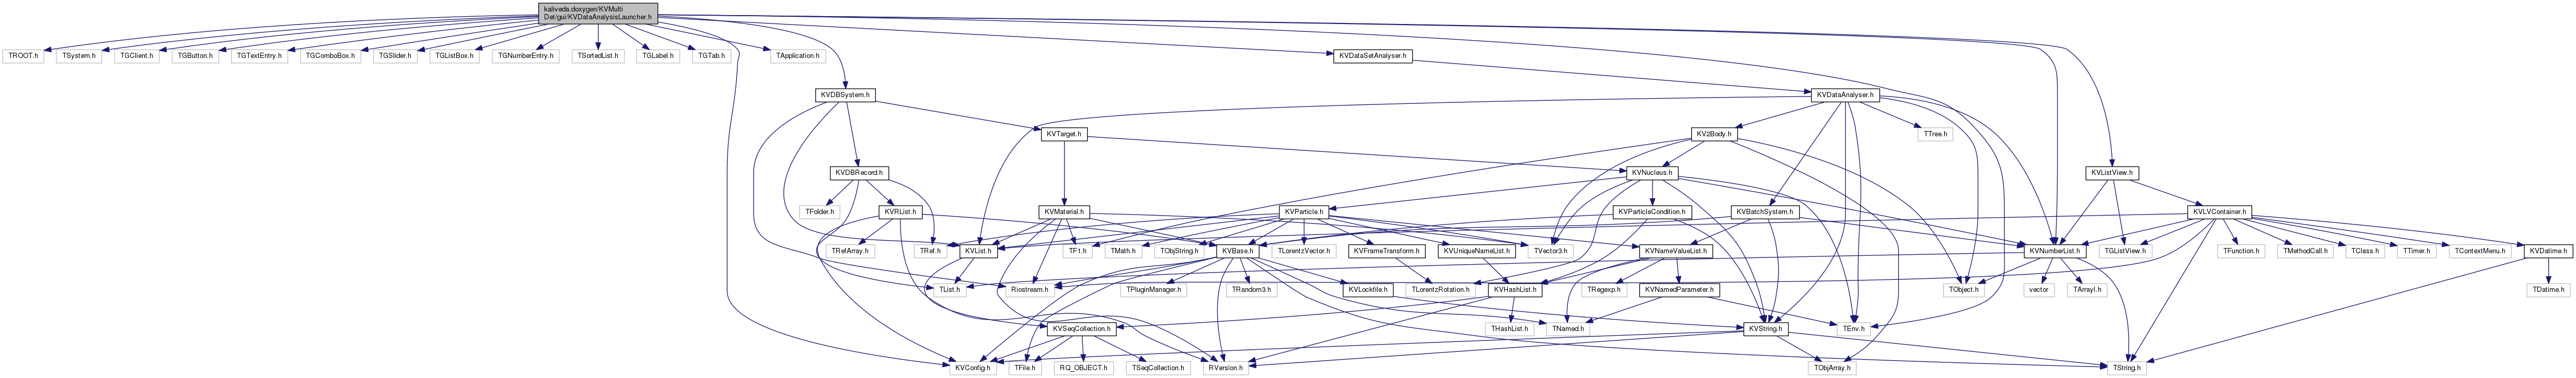 kaliveda.doxygen/KVMulti
Det/gui/KVDataAnalysisLauncher.h
TROOT.h
TSystem.h
TGClient.h
TGButton.h
TGTextEntry.h
TGComboBox.h
TGSlider.h
TGListBox.h
TGNumberEntry.h
TSortedList.h
TGLabel.h
TGTab.h
TApplication.h
KVDataSetAnalyser.h
KVDBSystem.h
KVDataAnalyser.h
KVTarget.h
KV2Body.h
TTree.h
KVDBRecord.h
KVNucleus.h
KVListView.h
TFolder.h
KVRList.h
KVMaterial.h
KVParticle.h
KVParticleCondition.h
KVBatchSystem.h
KVLVContainer.h
TRefArray.h
TRef.h
KVList.h
TF1.h
TMath.h
TObjString.h
KVBase.h
TLorentzVector.h
KVFrameTransform.h
KVUniqueNameList.h
KVNameValueList.h
TVector3.h
KVNumberList.h
TGListView.h
TFunction.h
TMethodCall.h
TClass.h
TTimer.h
TContextMenu.h
KVDatime.h
TList.h
Riostream.h
TPluginManager.h
TRandom3.h
KVLockfile.h
TLorentzRotation.h
KVHashList.h
TRegexp.h
KVNamedParameter.h
TObject.h
vector
TArrayI.h
TDatime.h
KVSeqCollection.h
THashList.h
TNamed.h
KVString.h
TEnv.h
KVConfig.h
TFile.h
RQ_OBJECT.h
TSeqCollection.h
RVersion.h
TObjArray.h
TString.h